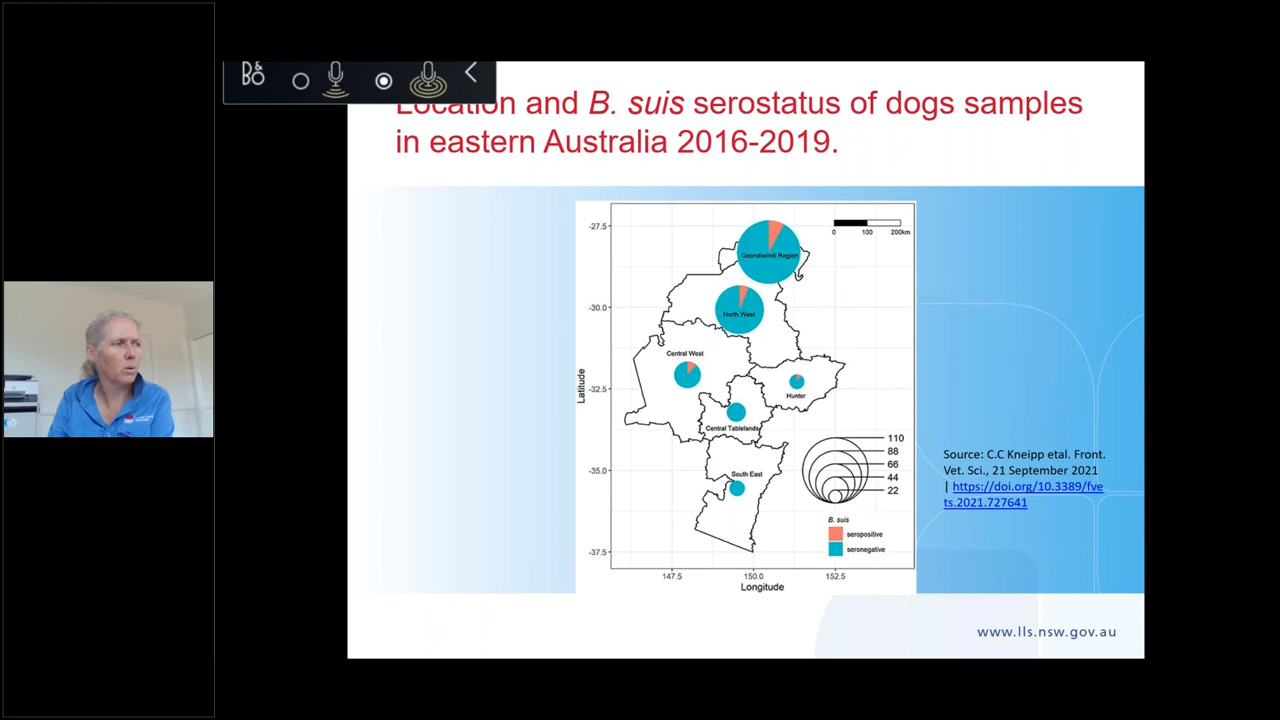 Location and B. suis serostatus of dogs samples
in eastern Australia 2016-2019.
-27.5
-30.0
-32.5
-35.0
-37.5
Latitude
147.5
150.0
152.5
Longitude
0
100
200km
Goondiwindi Region
North West
Central West
Hunter
Central Tablelands
South East
110
88
66
44
22
B. suis
seropositive
seronegative
Source: C.C Kneipp etal. Front.
Vet. Sci., 21 September 2021
| https://doi.org/10.3389/fve
ts.2021.727641
www.lls.nsw.gov.au